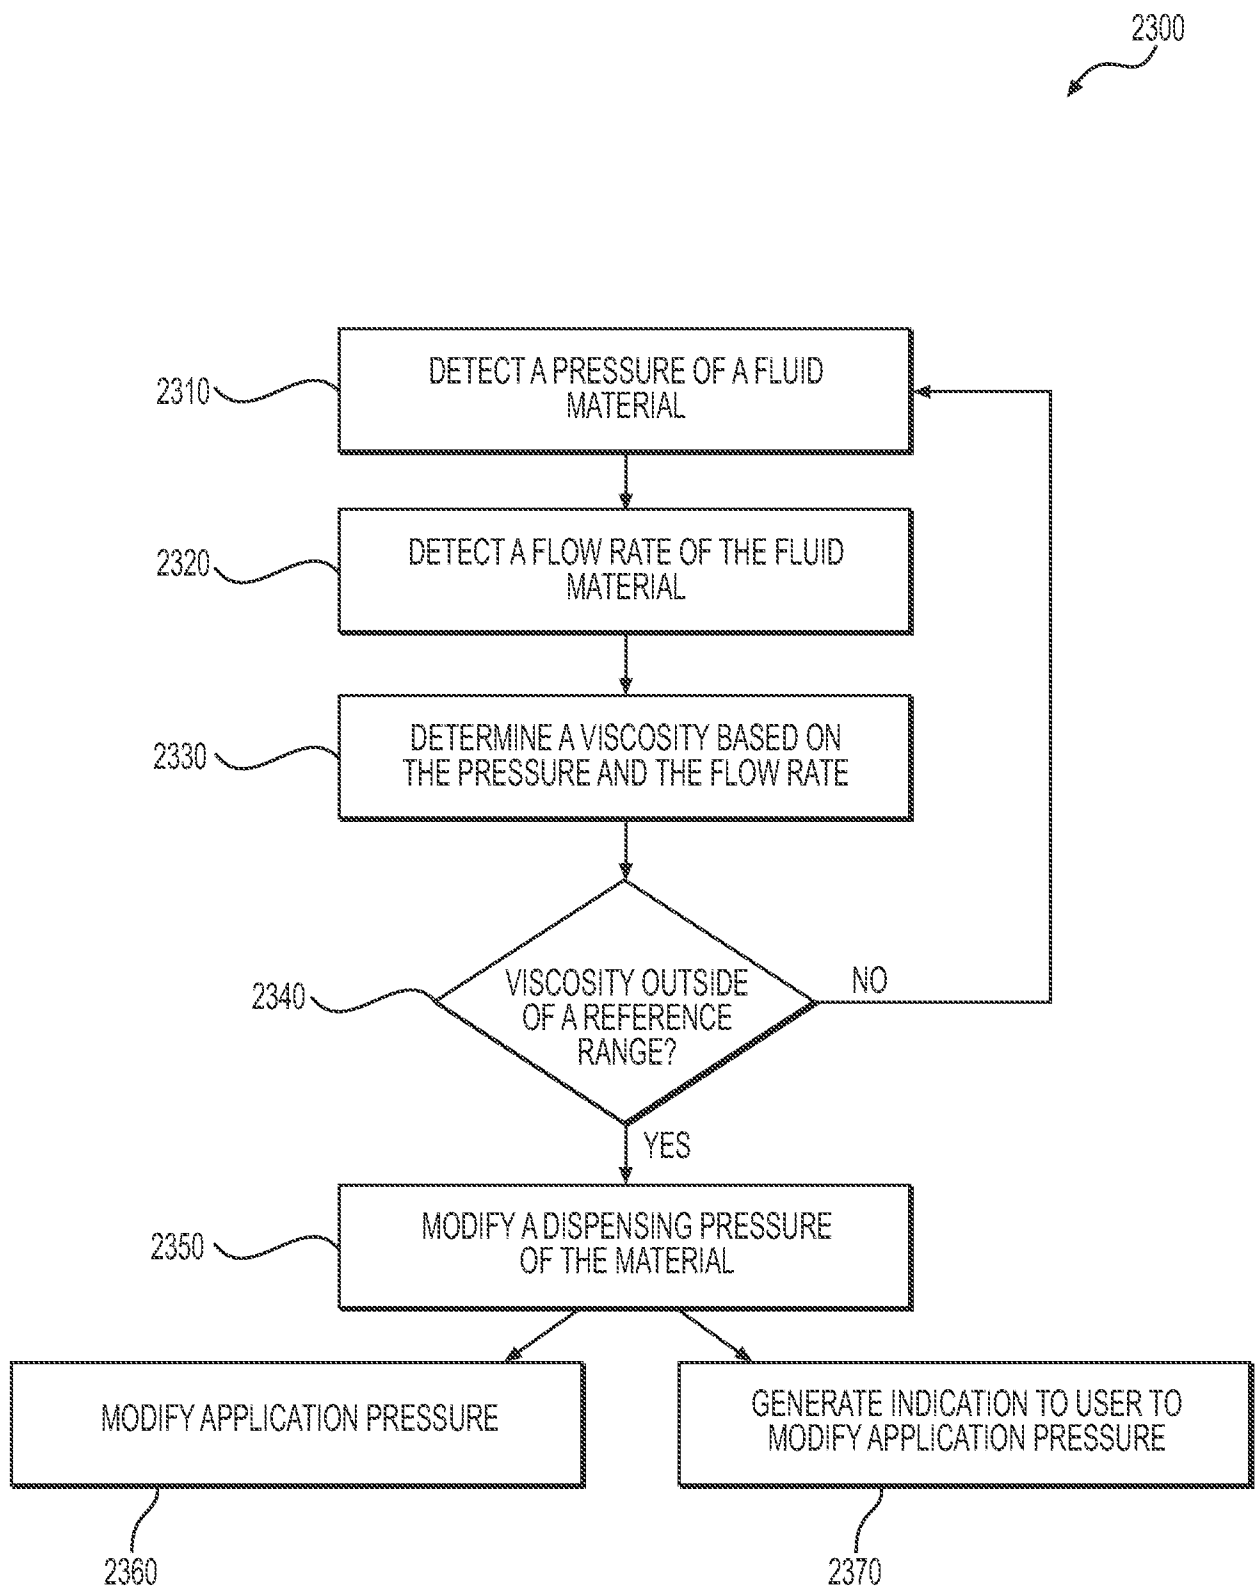 2300
DETECT A PRESSURE OF A FLUID
MATERIAL
2310
DETECT A FLOW RATE OF THE FLUID
MATERIAL
2320
DETERMINE A VISCOSITY BASED ON
THE PRESSURE AND THE FLOW RATE
2330
VISCOSITY OUTSIDE
OF A REFERENCE
RANGE?
2340
NO
YES
MODIFY A DISPENSING PRESSURE
OF THE MATERIAL
2350
MODIFY APPLICATION PRESSURE
GENERATE INDICATION TO USER TO
MODIFY APPLICATION PRESSURE
2360
2370